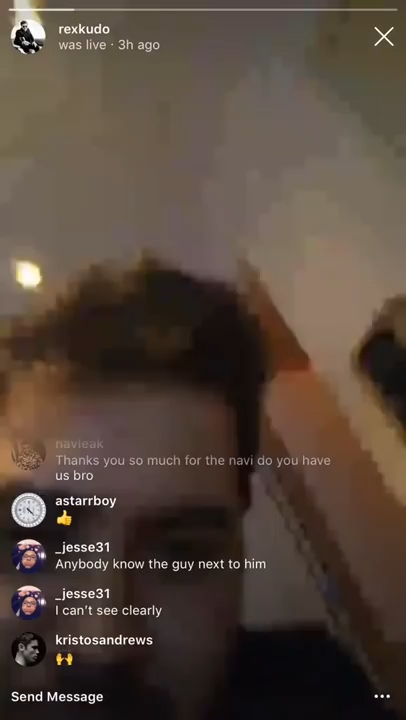 rexkudo
was live · 3h ago
navleak
Thanks you so much for the navi do you have
us bro
astarrboy
👍
_jesse31
Anybody know the guy next to him
_jesse31
I can't see clearly
kristosandrews
🙌
Send Message